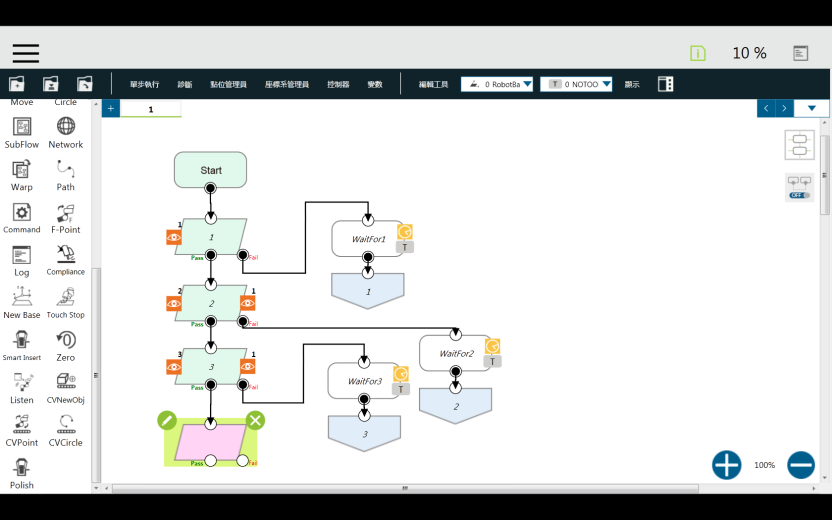 10 %
單步執行 診斷 點位管理員 座標系管理員 控制器 變數 編輯工具 0 RobotBa T 0 NOTOO 顯示
Move Circle
+ 1
SubFlow Network
Warp Path
Command F-Point
Log Compliance
New Base Touch Stop
Smart Insert Zero
Listen CVNewObj
CVPoint CVCircle
Polish
OFF
Start
1
1
Pass Fail
WaitFor1
T
1
2 1
2
Pass Fail
WaitFor2
T
2
3 1
3
Pass Fail
WaitFor3
T
3
Pass Fail
100%